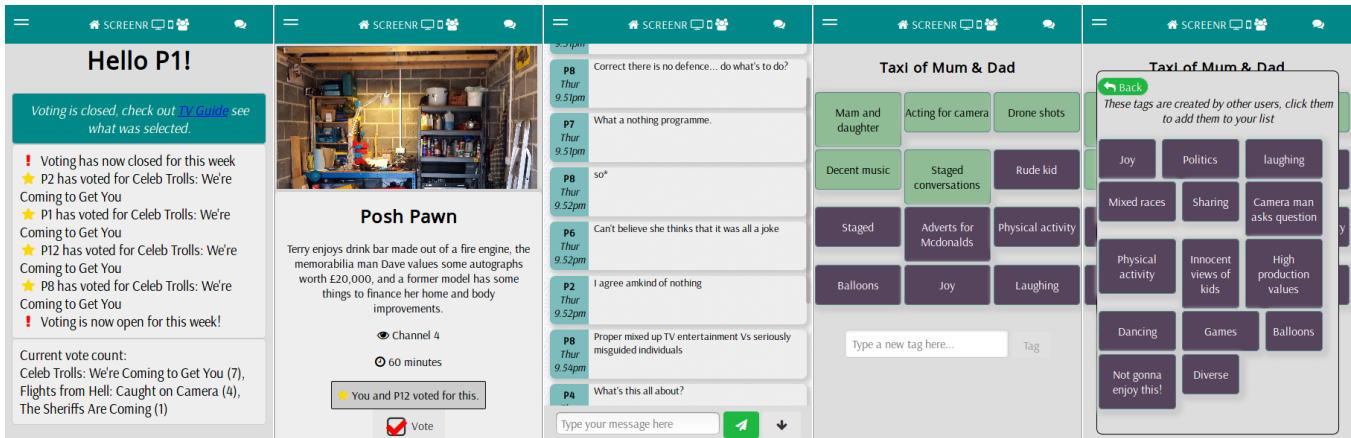 SCREENR
Hello P1!
Voting is closed, check out TV Guide see
what was selected.
Voting has now closed for this week
P2 has voted for Celeb Trolls: We're
Coming to Get You
P1 has voted for Celeb Trolls: We're
Coming to Get You
P12 has voted for Celeb Trolls: We're
Coming to Get You
P8 has voted for Celeb Trolls: We're
Coming to Get You
Voting is now open for this week!
Current vote count:
Celeb Trolls: We're Coming to Get You (7),
Flights from Hell: Caught on Camera (4),
The Sheriffs Are Coming (1)
SCREENR
Posh Pawn
Terry enjoys drink bar made out of a fire engine, the
memorabilia man Dave values some autographs
worth £20,000, and a former model has some
things to finance her home and body
improvements.
Channel 4
60 minutes
You and P12 voted for this.
Vote
SCREENR
9.51pm
P8
Thur
9.51pm
Correct there is no defence... do what's to do?
P7
Thur
9.51pm
What a nothing programme.
P8
Thur
9.52pm
so*
P6
Thur
9.52pm
Can't believe she thinks that it was all a joke
P2
Thur
9.52pm
I agree amkind of nothing
P8
Thur
9.54pm
Proper mixed up TV entertainment Vs seriously
misguided individuals
P4
What's this all about?
Type your message here
SCREENR
Taxi of Mum & Dad
Mam and
daughter
Acting for camera
Drone shots
Decent music
Staged
conversations
Rude kid
Staged
Adverts for
Mcdonalds
Physical activity
Balloons
Joy
Laughing
Type a new tag here...
Tag
SCREENR
Taxi of Mum & Dad
Back
These tags are created by other users, click them
to add them to your list
Joy
Politics
laughing
Mixed races
Sharing
Camera man
asks question
Physical
activity
Innocent
views of
kids
High
production
values
Dancing
Games
Balloons
Not gonna
enjoy this!
Diverse